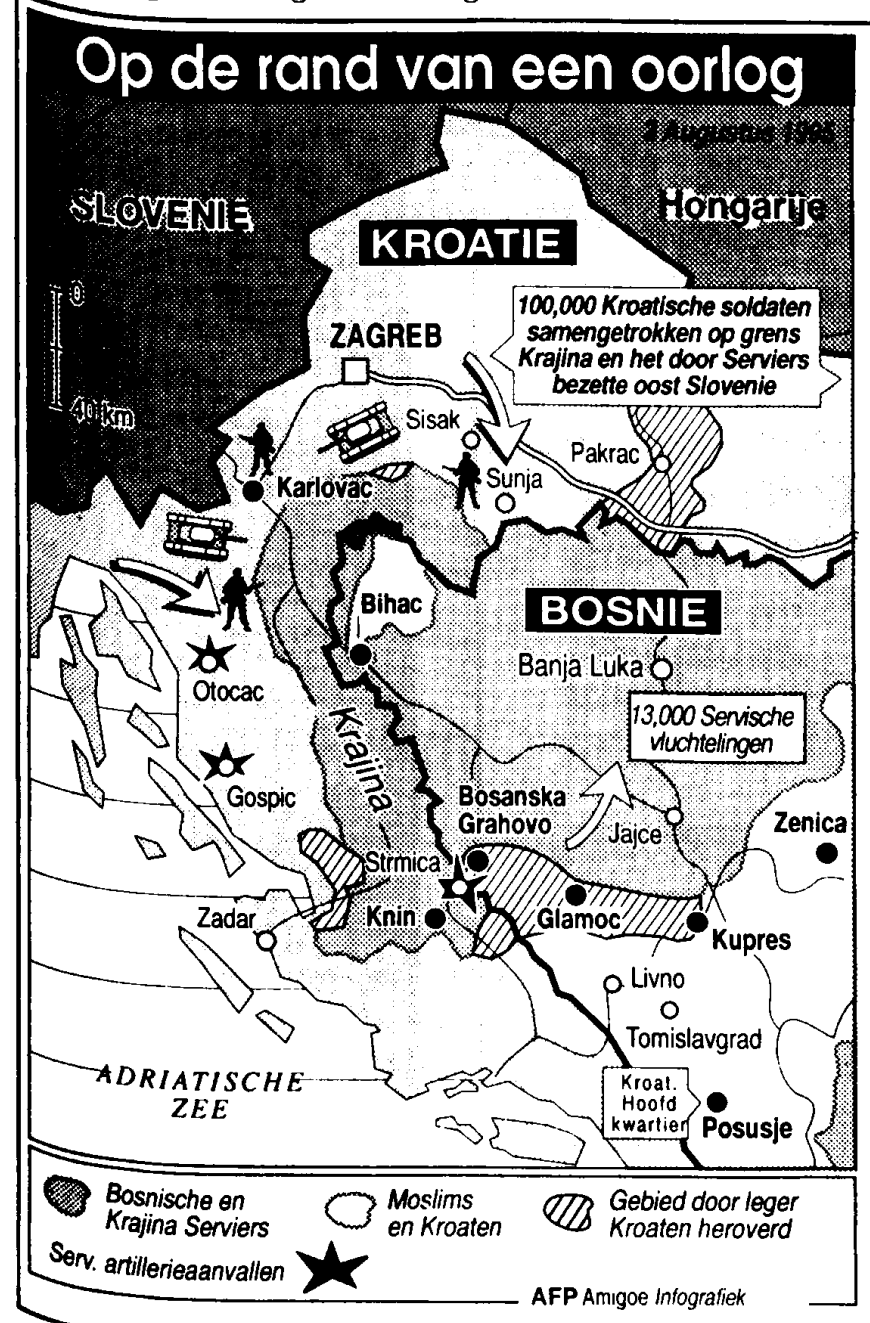 Op de rand van een oorlog
2 Augustus 1995
SLOVENIE
Hongarije
KROATIE
0
40 km
100,000 Kroatische soldaten
samengetrokken op grens
Krajina en het door Serviers
bezette oost Slovenie
ZAGREB
Sisak
Pakrac
Sunja
Karlovac
Bihac
BOSNIE
Banja Luka
Otocac
13,000 Servische
vluchtelingen
Krajina
Gospic
Bosanska
Grahovo
Jajce
Zenica
Strmica
Zadar
Knin
Glamoc
Kupres
Livno
Tomislavgrad
ADRIATISCHE
ZEE
Kroat.
Hoofd
kwartier
Posusje
Bosnische en
Krajina Serviers
Moslims
en Kroaten
Gebied door leger
Kroaten heroverd
Serv. artillerieaanvallen
AFP Amigoe Infografiek